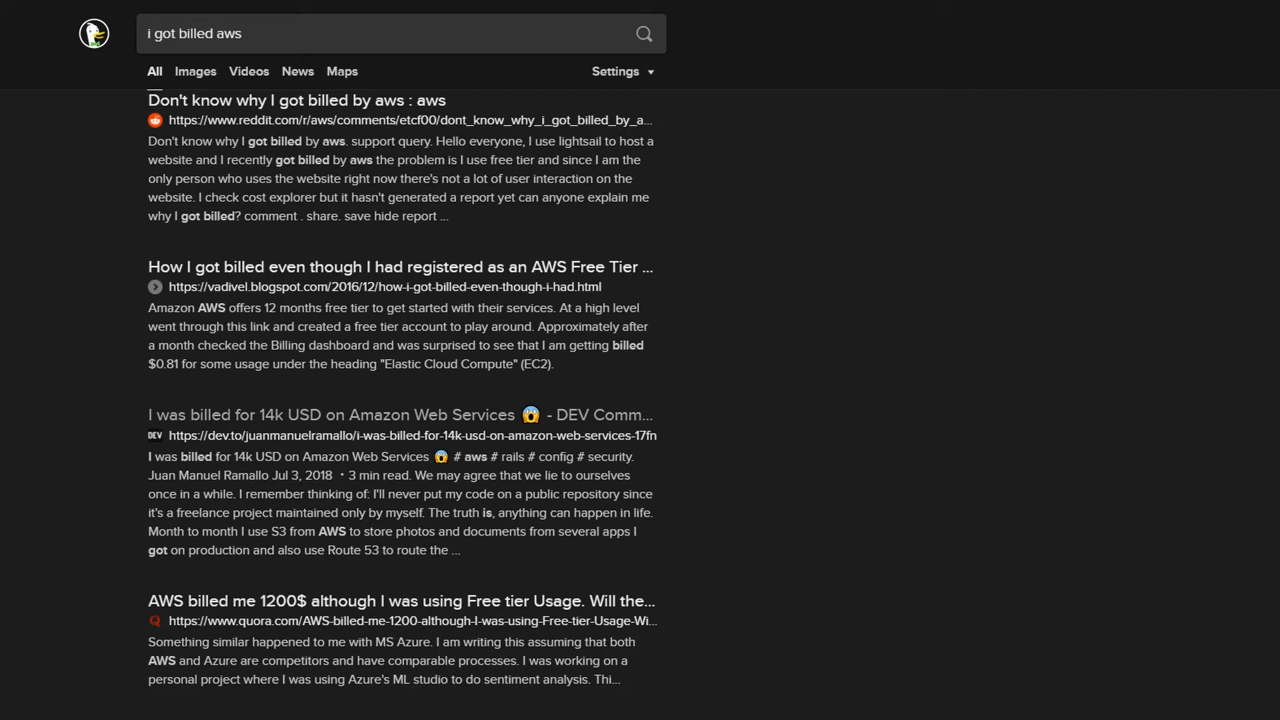 i got billed aws
All Images Videos News Maps Settings
Don't know why I got billed by aws : aws
https://www.reddit.com/r/aws/comments/etcf00/dont_know_why_i_got_billed_by_a...
Don't know why I got billed by aws. support query. Hello everyone, I use lightsail to host a
website and I recently got billed by aws the problem is I use free tier and since I am the
only person who uses the website right now there's not a lot of user interaction on the
website. I check cost explorer but it hasn't generated a report yet can anyone explain me
why I got billed? comment . share. save hide report ...
How I got billed even though I had registered as an AWS Free Tier ...
https://vadivel.blogspot.com/2016/12/how-i-got-billed-even-though-i-had.html
Amazon AWS offers 12 months free tier to get started with their services. At a high level
went through this link and created a free tier account to play around. Approximately after
a month checked the Billing dashboard and was surprised to see that I am getting billed
$0.81 for some usage under the heading "Elastic Cloud Compute" (EC2).
I was billed for 14k USD on Amazon Web Services 😱 - DEV Comm...
DEV https://dev.to/juanmanuelramallo/i-was-billed-for-14k-usd-on-amazon-web-services-17fn
I was billed for 14k USD on Amazon Web Services 😱 # aws # rails # config # security.
Juan Manuel Ramallo Jul 3, 2018 ・3 min read. We may agree that we lie to ourselves
once in a while. I remember thinking of: I'll never put my code on a public repository since
it's a freelance project maintained only by myself. The truth is, anything can happen in life.
Month to month I use S3 from AWS to store photos and documents from several apps I
got on production and also use Route 53 to route the ...
AWS billed me 1200$ although I was using Free tier Usage. Will the...
https://www.quora.com/AWS-billed-me-1200-although-I-was-using-Free-tier-Usage-Wi...
Something similar happened to me with MS Azure. I am writing this assuming that both
AWS and Azure are competitors and have comparable processes. I was working on a
personal project where I was using Azure's ML studio to do sentiment analysis. Thi...